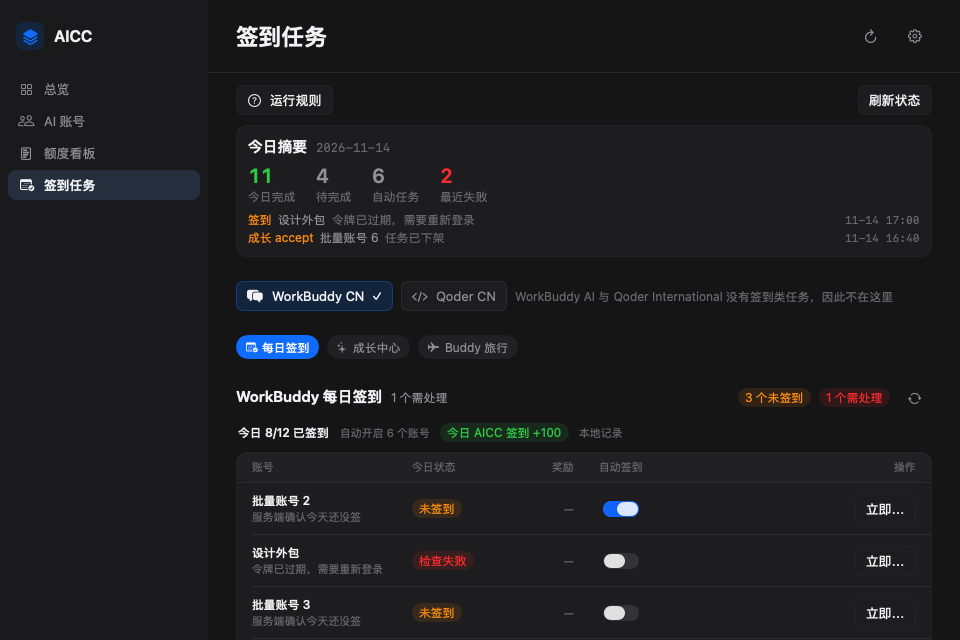 AICC
总览
AI 账号
额度看板
签到任务
签到任务
运行规则
刷新状态
今日摘要 2026-11-14
11 4 6 2
今日完成 待完成 自动任务 最近失败
签到 设计外包 令牌已过期，需要重新登录 11-14 17:00
成长 accept 批量账号 6 任务已下架 11-14 16:40
WorkBuddy CN ✓ </> Qoder CN WorkBuddy AI 与 Qoder International 没有签到类任务，因此不在这里
每日签到 成长中心 Buddy 旅行
WorkBuddy 每日签到 1 个需处理 3 个未签到 1 个需处理
今日 8/12 已签到 自动开启 6 个账号 今日 AICC 签到 +100 本地记录
账号 今日状态 奖励 自动签到 操作
批量账号 2
服务端确认今天还没签
未签到 — 立即...
设计外包
令牌已过期，需要重新登录
检查失败 — 立即...
批量账号 3
服务端确认今天还没签
未签到 — 立即...